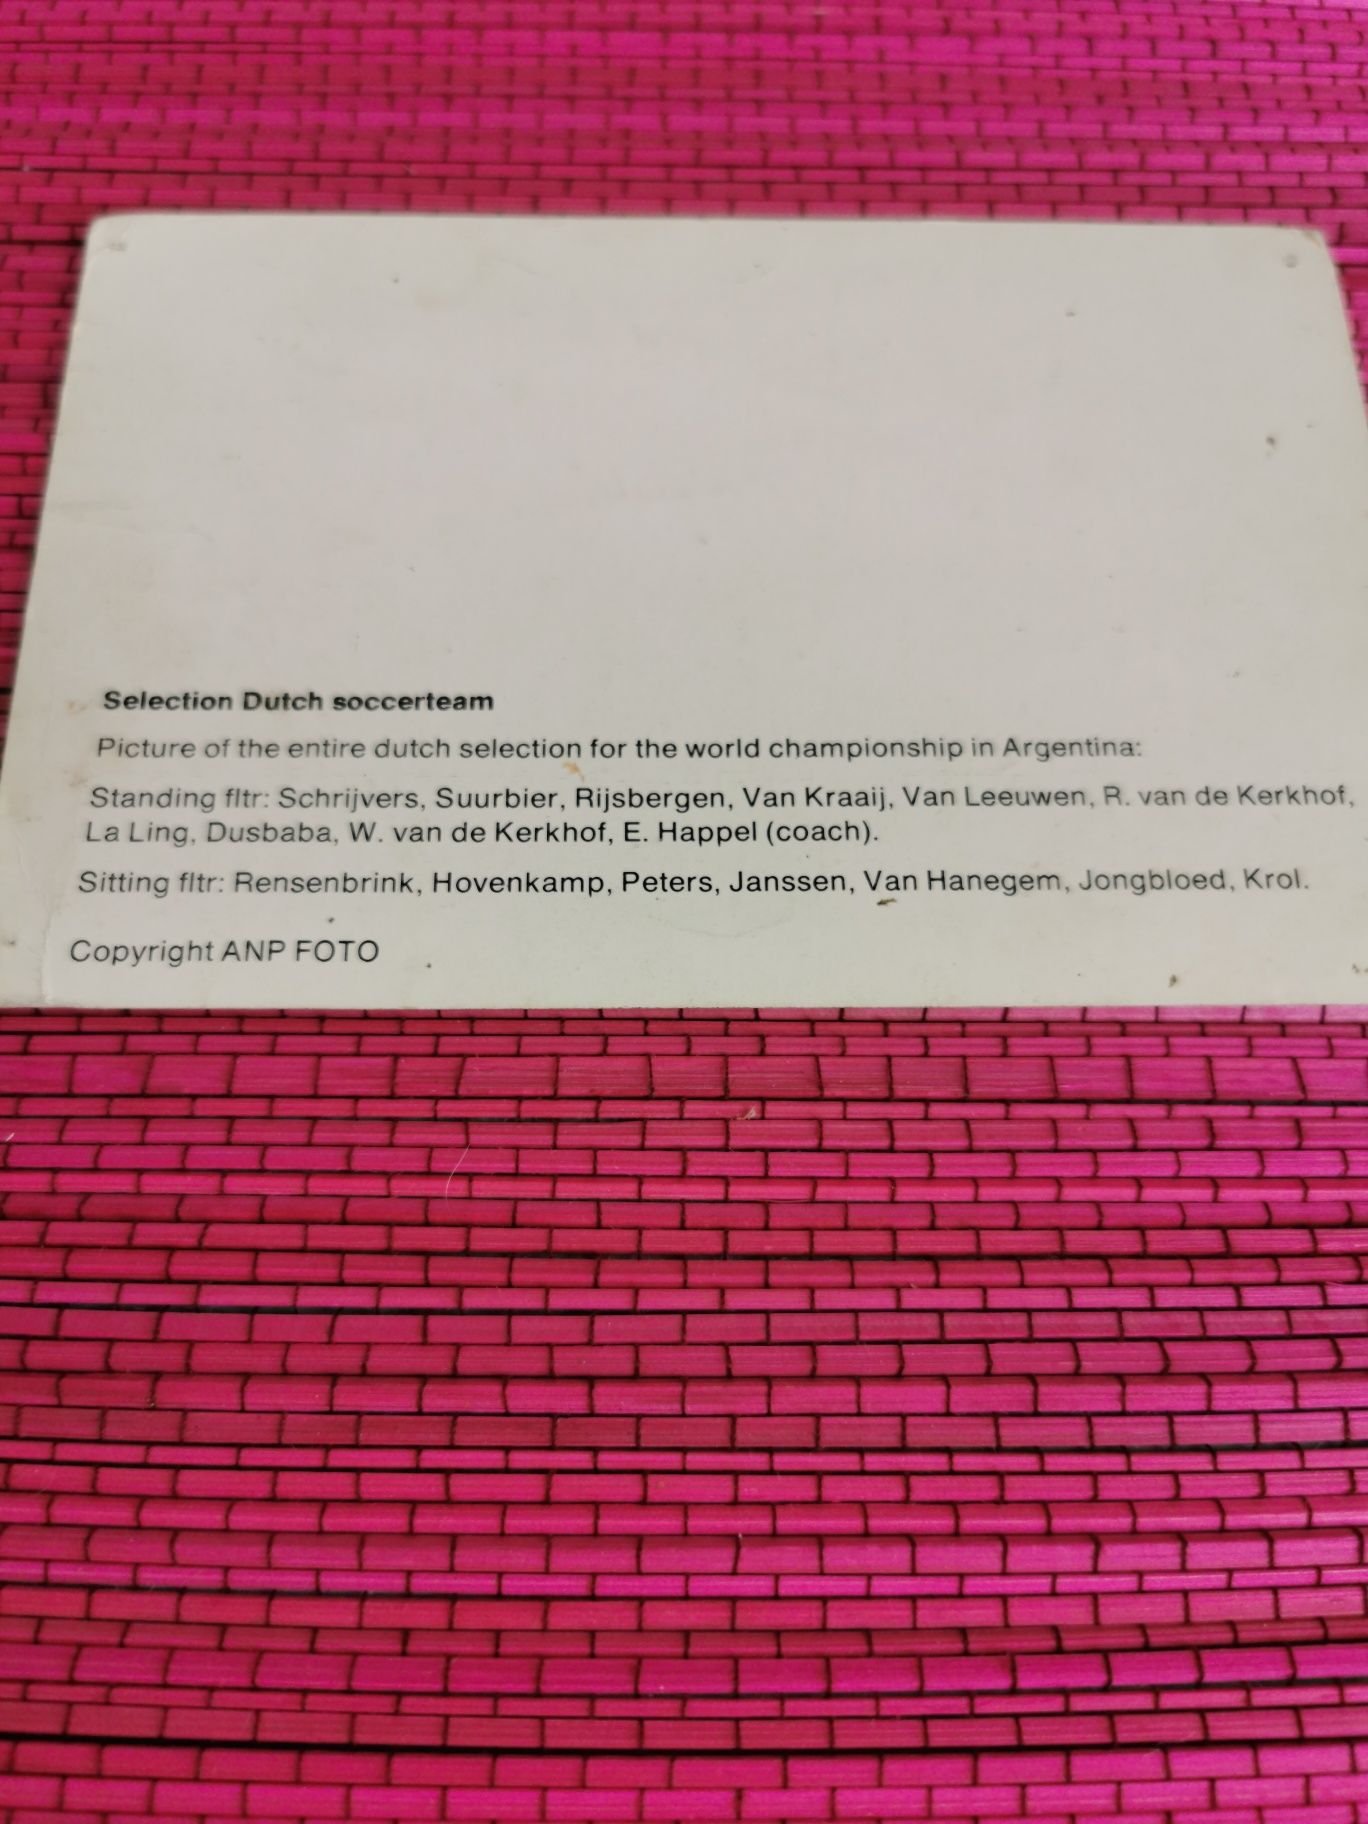 Selection Dutch soccerteam
Picture of the entire dutch selection for the world championship in Argentina:
Standing fltr: Schrijvers, Suurbier, Rijsbergen, Van Kraaij, Van Leeuwen, R. van de Kerkhof,
La Ling, Dusbaba, W. van de Kerkhof, E. Happel (coach).
Sitting fltr: Rensenbrink, Hovenkamp, Peters, Janssen, Van Hanegem, Jongbloed, Krol.
Copyright ANP FOTO